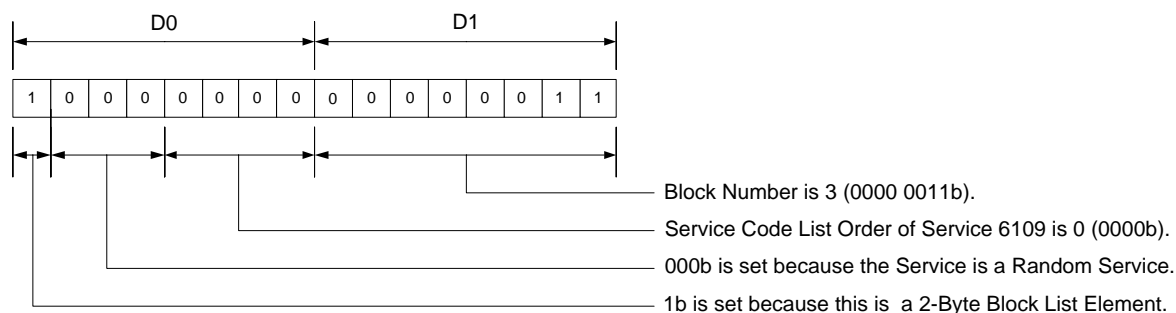 D0 D1
1 0 0 0 0 0 0 0 0 0 0 0 0 0 1 1
Block Number is 3 (0000 0011b).
Service Code List Order of Service 6109 is 0 (0000b).
000b is set because the Service is a Random Service.
1b is set because this is a 2-Byte Block List Element.